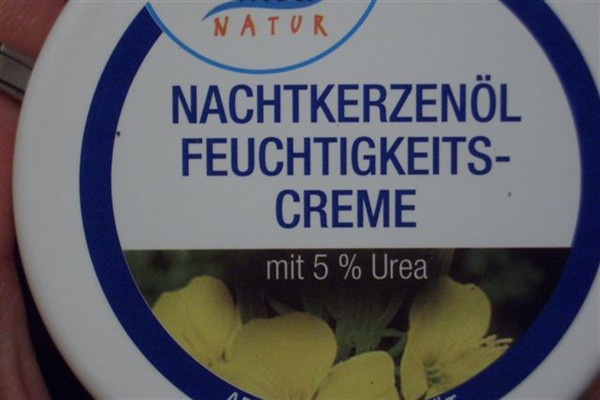 NATUR
NACHTKERZENÖL
FEUCHTIGKEITS-
CREME
mit 5 % Urea